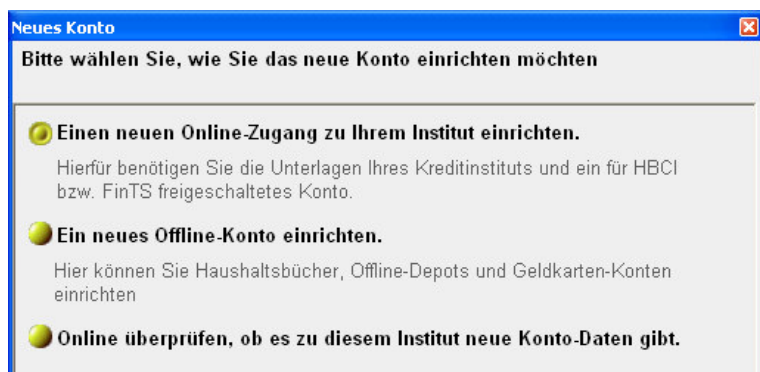 Neues Konto
Bitte wählen Sie, wie Sie das neue Konto einrichten möchten
Einen neuen Online-Zugang zu Ihrem Institut einrichten.
Hierfür benötigen Sie die Unterlagen Ihres Kreditinstituts und ein für HBCI
bzw. FinTS freigeschaltetes Konto.
Ein neues Offline-Konto einrichten.
Hier können Sie Haushaltsbücher, Offline-Depots und Geldkarten-Konten
einrichten
Online überprüfen, ob es zu diesem Institut neue Konto-Daten gibt.